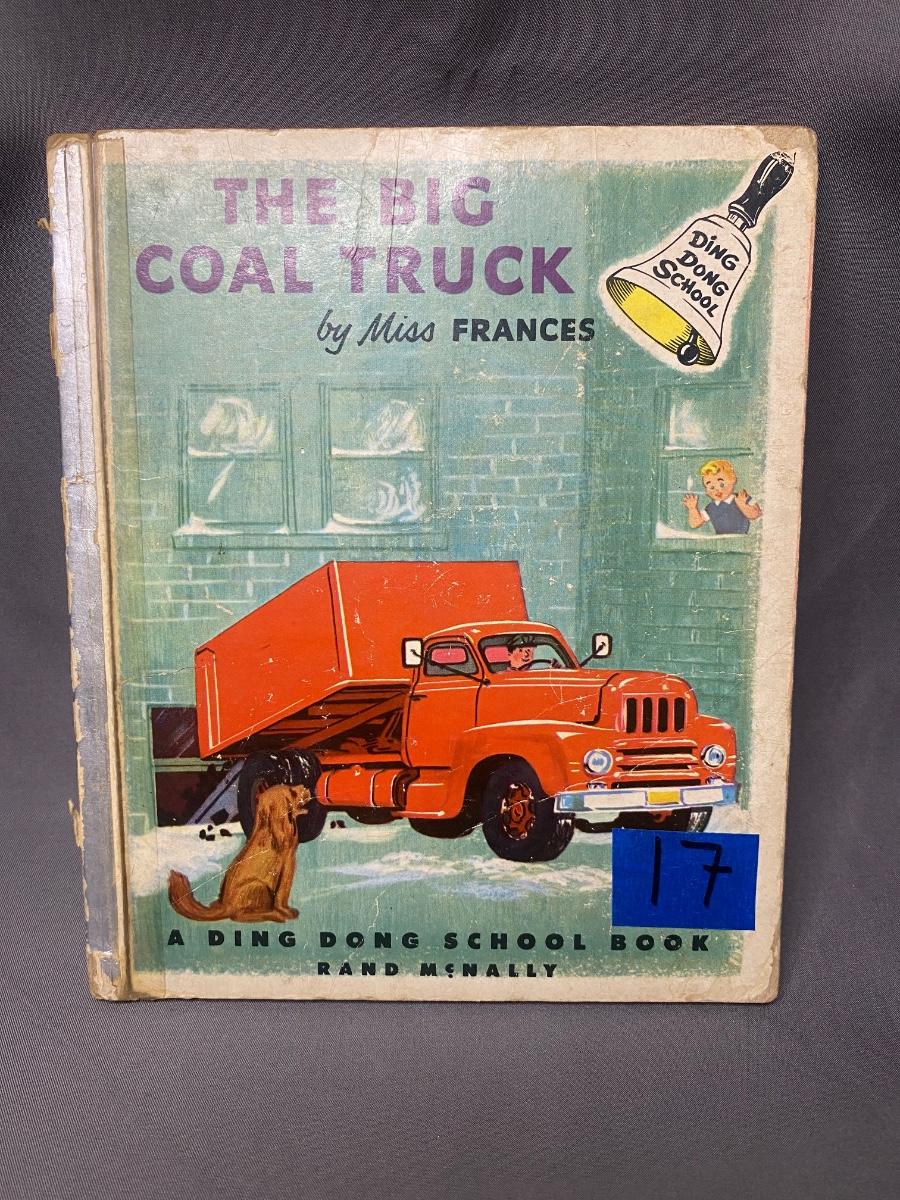 THE BIG
COAL TRUCK
by Miss FRANCES
DING
DONG
SCHOOL
17
A DING DONG SCHOOL BOOK
RAND McNALLY